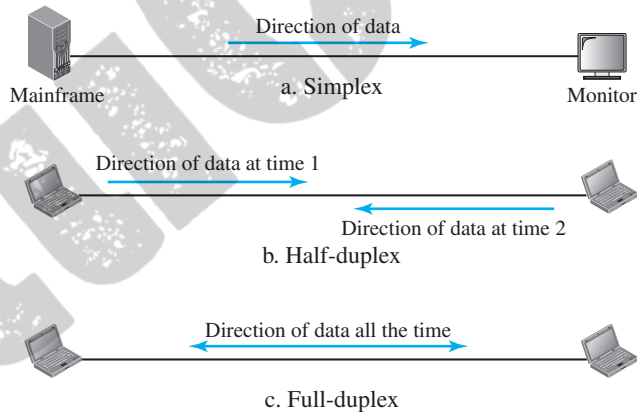 Direction of data
Mainframe
a. Simplex
Monitor
Direction of data at time 1
Direction of data at time 2
b. Half-duplex
Direction of data all the time
c. Full-duplex